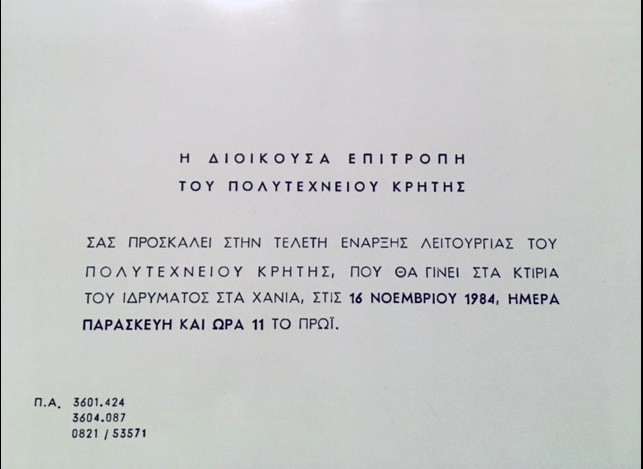 Η ΔΙΟΙΚΟΥΣΑ ΕΠΙΤΡΟΠΗ
ΤΟΥ ΠΟΛΥΤΕΧΝΕΙΟΥ ΚΡΗΤΗΣ
ΣΑΣ ΠΡΟΣΚΑΛΕΙ ΣΤΗΝ ΤΕΛΕΤΗ ΕΝΑΡΞΗΣ ΛΕΙΤΟΥΡΓΙΑΣ ΤΟΥ
ΠΟΛΥΤΕΧΝΕΙΟΥ ΚΡΗΤΗΣ, ΠΟΥ ΘΑ ΓΙΝΕΙ ΣΤΑ ΚΤΙΡΙΑ
ΤΟΥ ΙΔΡΥΜΑΤΟΣ ΣΤΑ ΧΑΝΙΑ, ΣΤΙΣ 16 ΝΟΕΜΒΡΙΟΥ 1984, ΗΜΕΡΑ
ΠΑΡΑΣΚΕΥΗ ΚΑΙ ΩΡΑ 11 ΤΟ ΠΡΩΪ.
Π.Α. 3601.424
3604.087
0821 / 53571